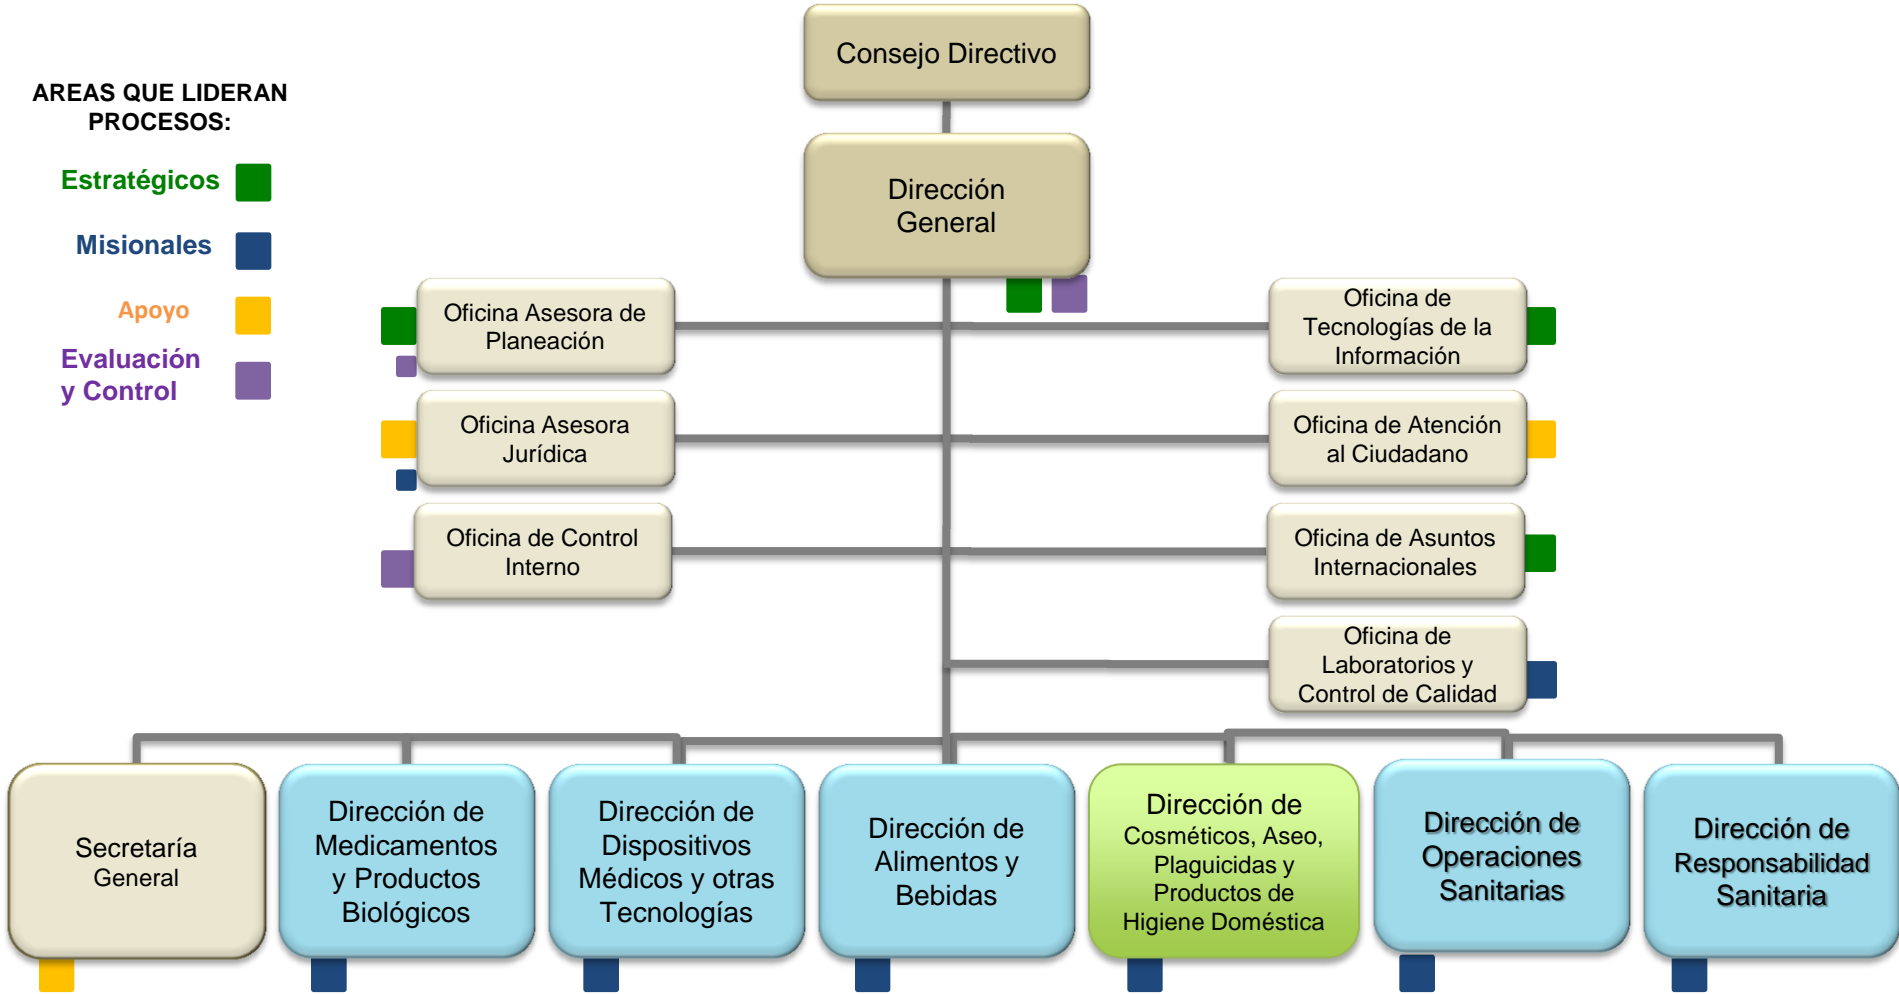 Consejo Directivo
AREAS QUE LIDERAN
PROCESOS:
Estratégicos
Misionales
Apoyo
Evaluación
y Control
Dirección
General
Oficina Asesora de
Planeación
Oficina de
Tecnologías de la
Información
Oficina Asesora
Jurídica
Oficina de Atención
al Ciudadano
Oficina de Control
Interno
Oficina de Asuntos
Internacionales
Oficina de
Laboratorios y
Control de Calidad
Secretaría
General
Dirección de
Medicamentos
y Productos
Biológicos
Dirección de
Dispositivos
Médicos y otras
Tecnologías
Dirección de
Alimentos y
Bebidas
Dirección de
Cosméticos, Aseo,
Plaguicidas y
Productos de
Higiene Doméstica
Dirección de
Operaciones
Sanitarias
Dirección de
Responsabilidad
Sanitaria